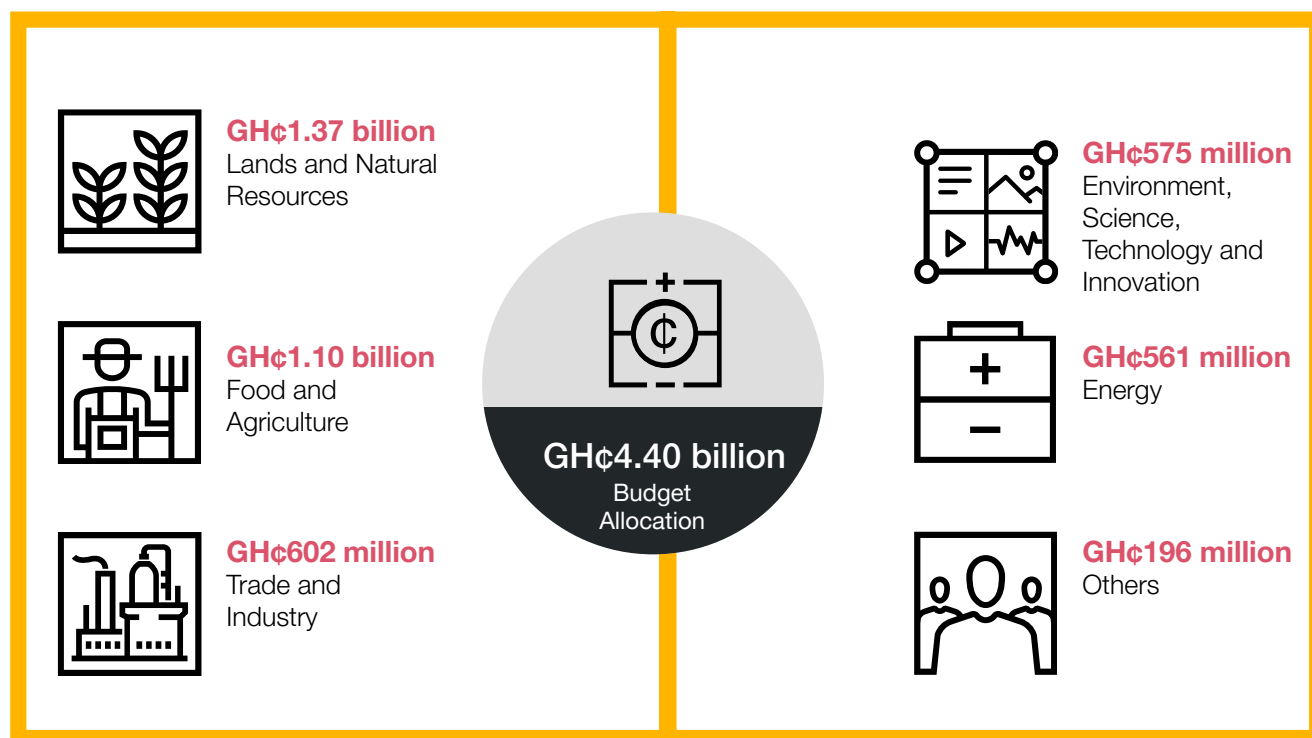 GH¢1.37 billion
Lands and Natural
Resources
GH¢1.10 billion
Food and
Agriculture
GH¢602 million
Trade and
Industry
¢
GH¢4.40 billion
Budget
Allocation
GH¢575 million
Environment,
Science,
Technology and
Innovation
GH¢561 million
Energy
GH¢196 million
Others